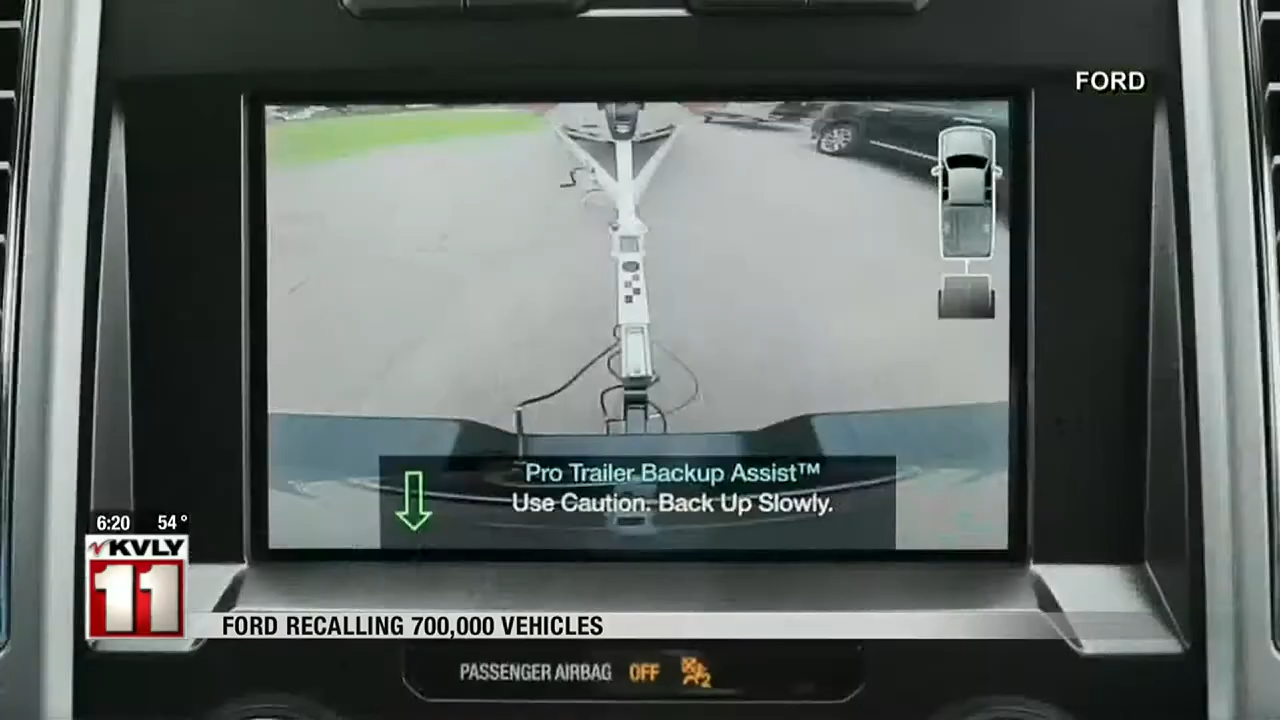 FORD
Pro Trailer Backup Assist™
Use Caution. Back Up Slowly.
6:20 54°
KVLY
11
FORD RECALLING 700,000 VEHICLES
PASSENGER AIRBAG OFF
2